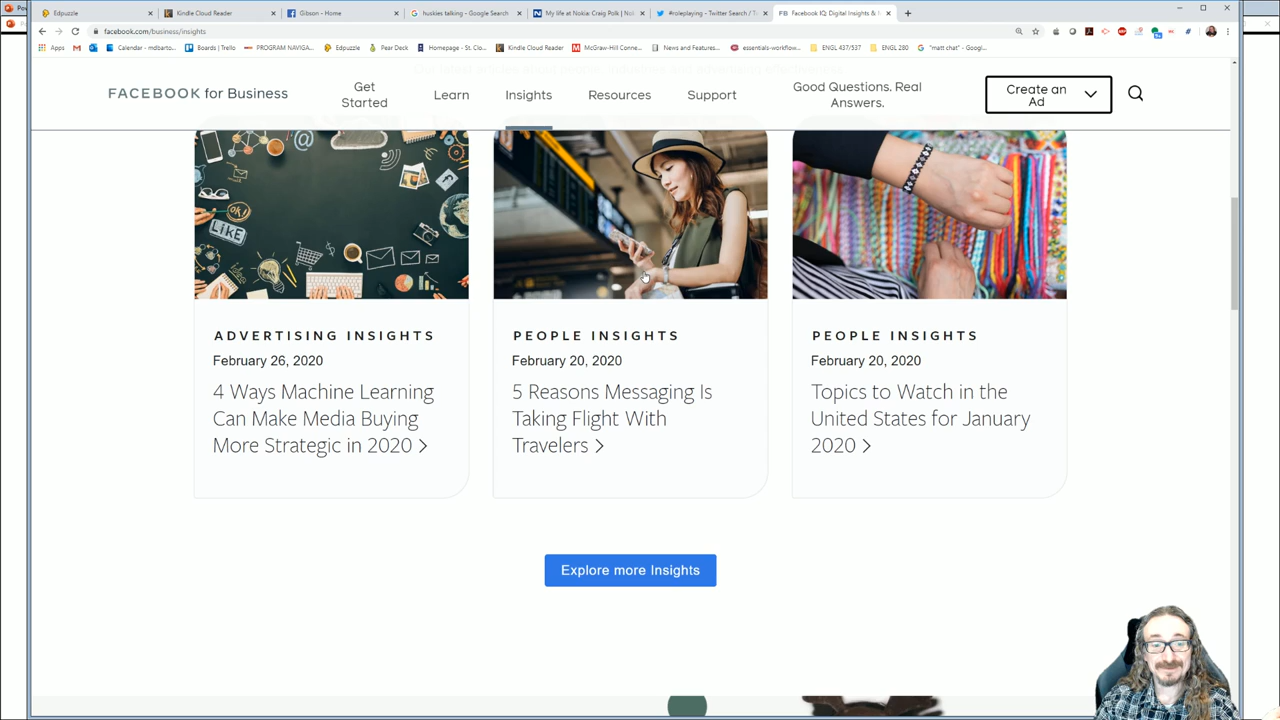 Edpuzzle
Kindle Cloud Reader
Gibson - Home
huskies talking - Google Search
My life at Nokia: Craig Polk | Nol
#roleplaying - Twitter Search / T
Facebook IQ: Digital Insights &
facebook.com/business/insights
Apps
Calendar - mdbarto...
Boards | Trello
PROGRAM NAVIGA...
Edpuzzle
Pear Deck
Homepage - St. Clo...
Kindle Cloud Reader
McGraw-Hill Conne...
News and Features...
essentials-workflow...
ENGL 437/537
ENGL 280
"matt chat" - Googl...
FACEBOOK for Business
Get
Started
Learn
Insights
Resources
Support
Good Questions. Real
Answers.
Create an
Ad
OK!
LIKE
ADVERTISING INSIGHTS
February 26, 2020
4 Ways Machine Learning
Can Make Media Buying
More Strategic in 2020 >
PEOPLE INSIGHTS
February 20, 2020
5 Reasons Messaging Is
Taking Flight With
Travelers >
PEOPLE INSIGHTS
February 20, 2020
Topics to Watch in the
United States for January
2020 >
Explore more Insights